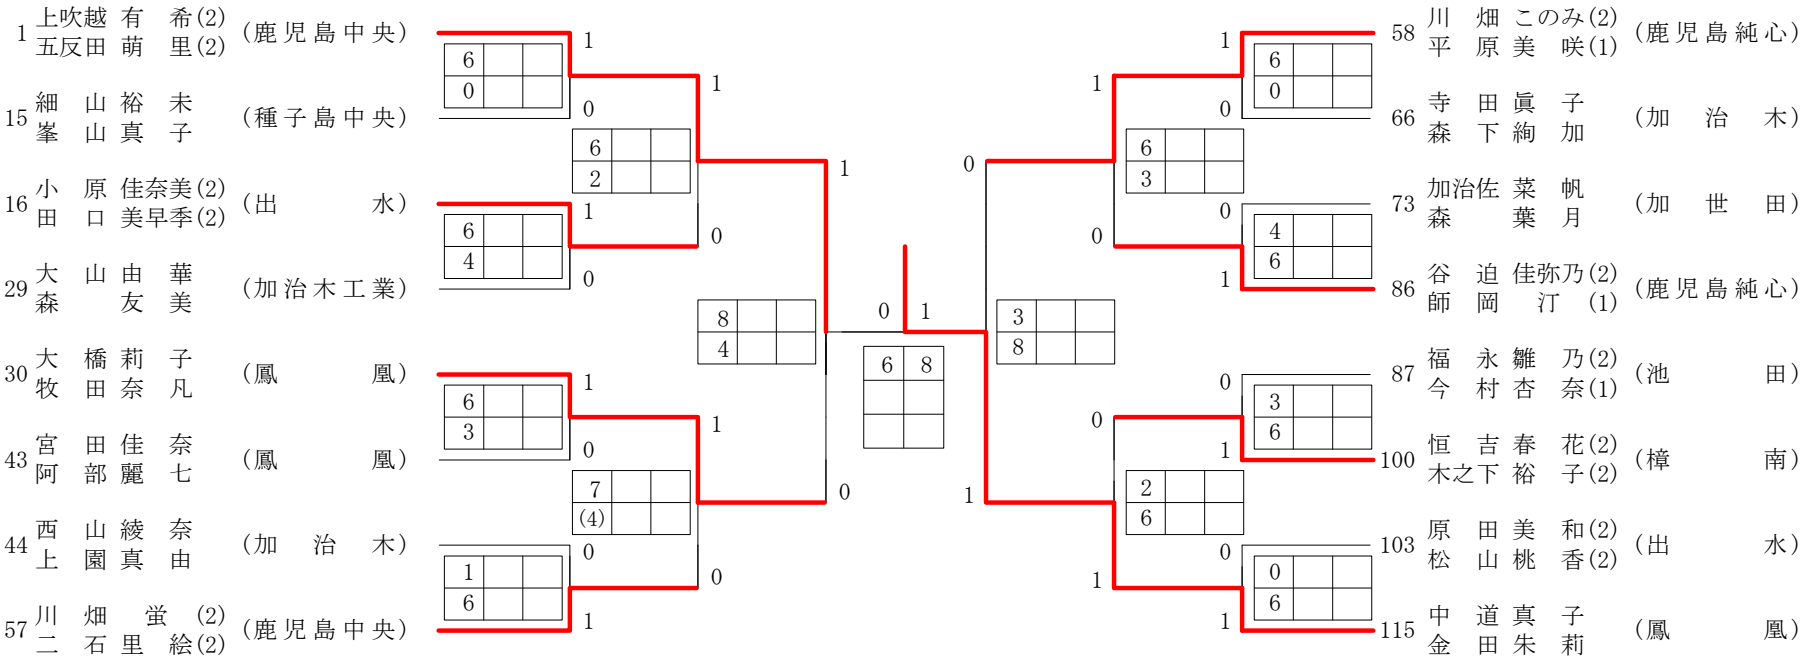 1 上吹越 有 希(2) (鹿児島中央)
五反田 萌 里(2)
15 細 山 裕 未 (種子島中央)
峯 山 真 子
16 小 原 佳奈美(2) (出 水)
田 口 美早季(2)
29 大 山 由 華 (加治木工業)
森 友 美
30 大 橋 莉 子 (鳳 凰)
牧 田 奈 凡
43 宮 田 佳 奈 (鳳 凰)
阿 部 麗 七
44 西 山 綾 奈 (加 治 木)
上 園 真 由
57 川 畑 蛍 (2) (鹿児島中央)
二 石 里 絵(2)
1
6
0
0
1
6
4
0
1
6
3
0
0
1
6
1
1
6
2
0
1
7
(4)
0
1
8
4
0
0 1
6 8
0
3
8
1
1
6
3
0
0
2
6
1
1
6
0
0
0
4
6
1
0
3
6
1
0
0
6
1
58 川 畑 このみ(2) (鹿児島純心)
平 原 美 咲(1)
66 寺 田 眞 子 (加 治 木)
森 下 絢 加
73 加治佐 菜 帆 (加 世 田)
森 葉 月
86 谷 迫 佳弥乃(2) (鹿児島純心)
師 岡 汀 (1)
87 福 永 雛 乃(2) (池 田)
今 村 杏 奈(1)
100 恒 吉 春 花(2) (樟 南)
木之下 裕 子(2)
103 原 田 美 和(2) (出 水)
松 山 桃 香(2)
115 中 道 真 子 (鳳 凰)
金 田 朱 莉